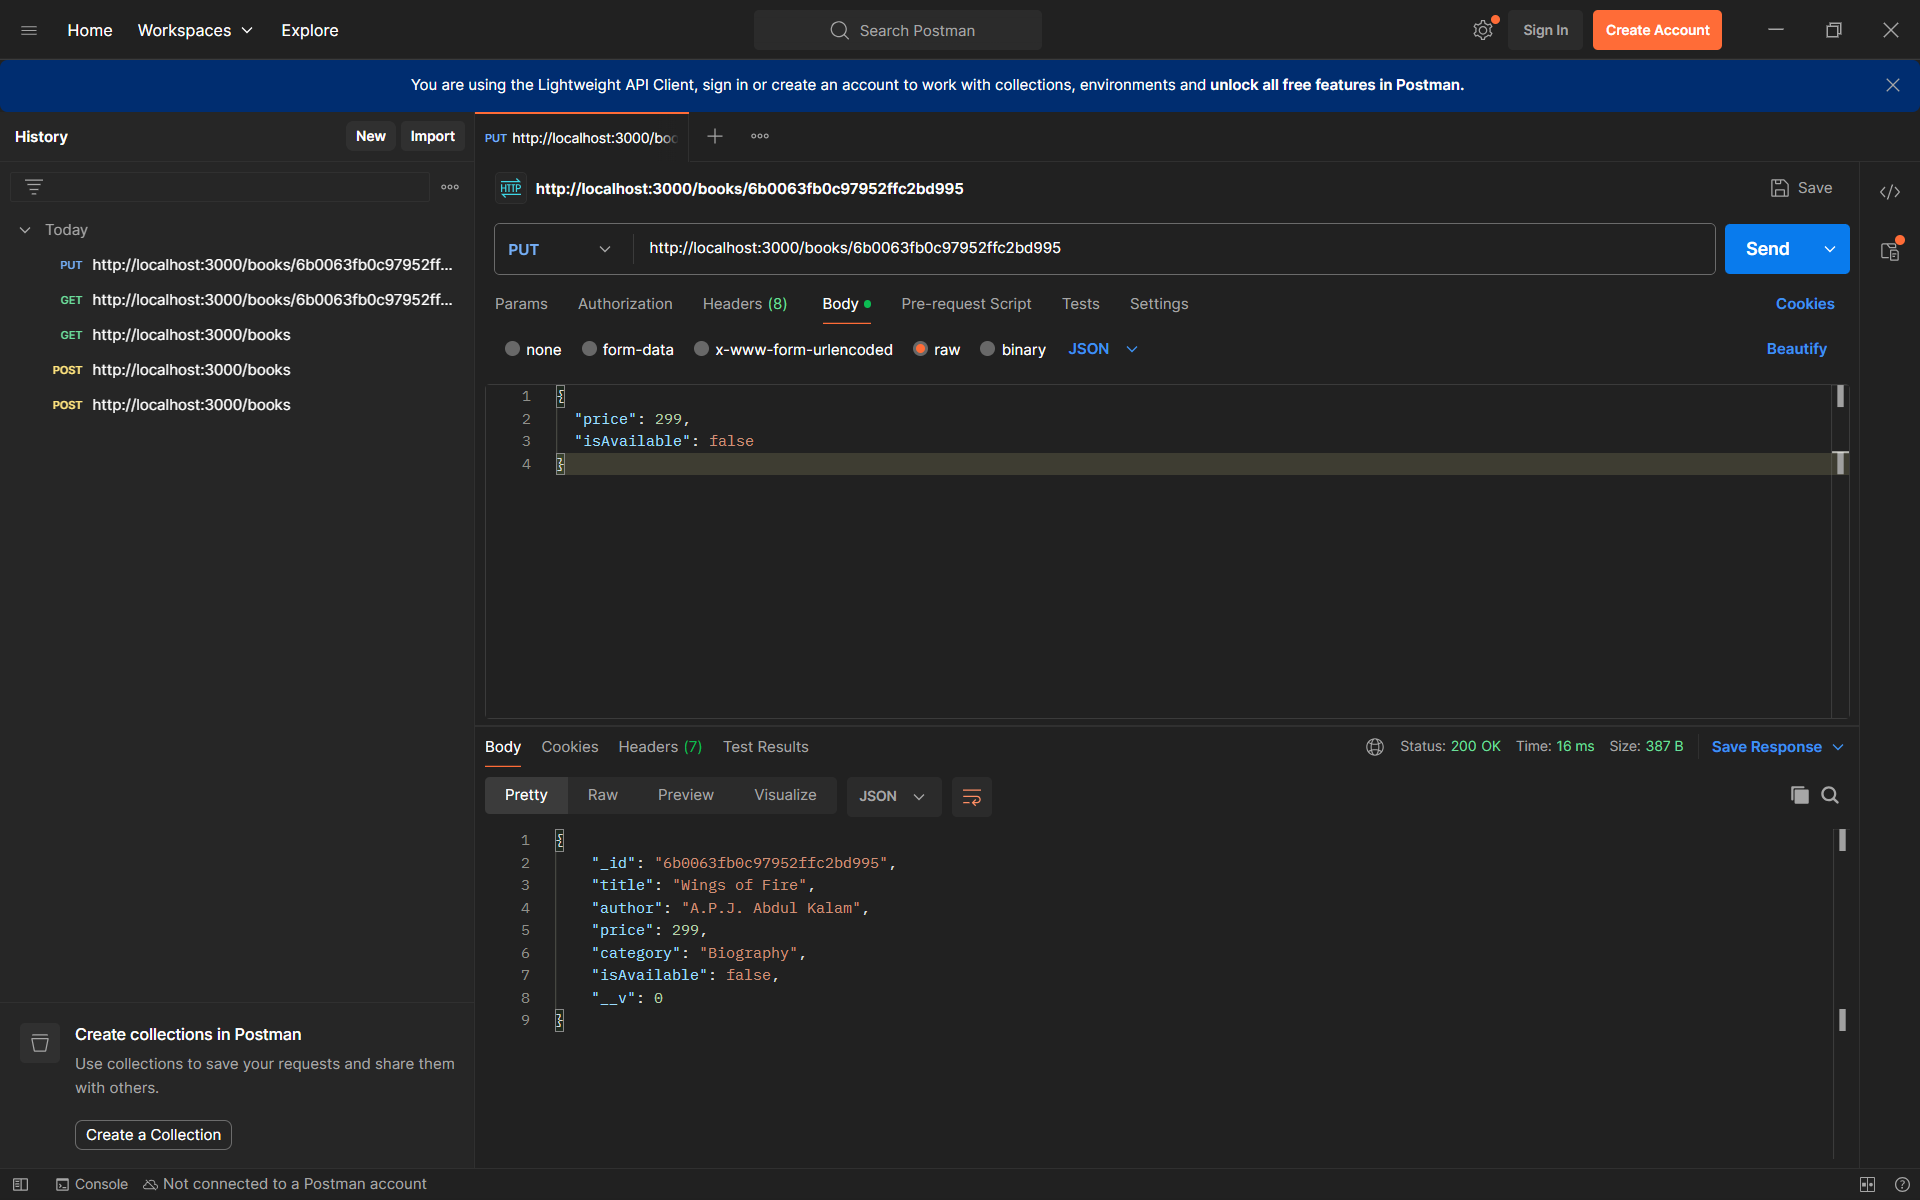 Home Workspaces Explore Search Postman Sign In Create Account
You are using the Lightweight API Client, sign in or create an account to work with collections, environments and unlock all free features in Postman.
History New Import
Today
PUT http://localhost:3000/books/6b0063fb0c97952ff...
GET http://localhost:3000/books/6b0063fb0c97952ff...
GET http://localhost:3000/books
POST http://localhost:3000/books
POST http://localhost:3000/books
Create collections in Postman
Use collections to save your requests and share them
with others.
Create a Collection
PUT http://localhost:3000/boo
HTTP http://localhost:3000/books/6b0063fb0c97952ffc2bd995 Save
PUT http://localhost:3000/books/6b0063fb0c97952ffc2bd995 Send
Params Authorization Headers (8) Body Pre-request Script Tests Settings Cookies
none form-data x-www-form-urlencoded raw binary JSON Beautify
1 {
2 "price": 299,
3 "isAvailable": false
4 }
Body Cookies Headers (7) Test Results Status: 200 OK Time: 16 ms Size: 387 B Save Response
Pretty Raw Preview Visualize JSON
1 {
2 "_id": "6b0063fb0c97952ffc2bd995",
3 "title": "Wings of Fire",
4 "author": "A.P.J. Abdul Kalam",
5 "price": 299,
6 "category": "Biography",
7 "isAvailable": false,
8 "__v": 0
9 }
Console Not connected to a Postman account